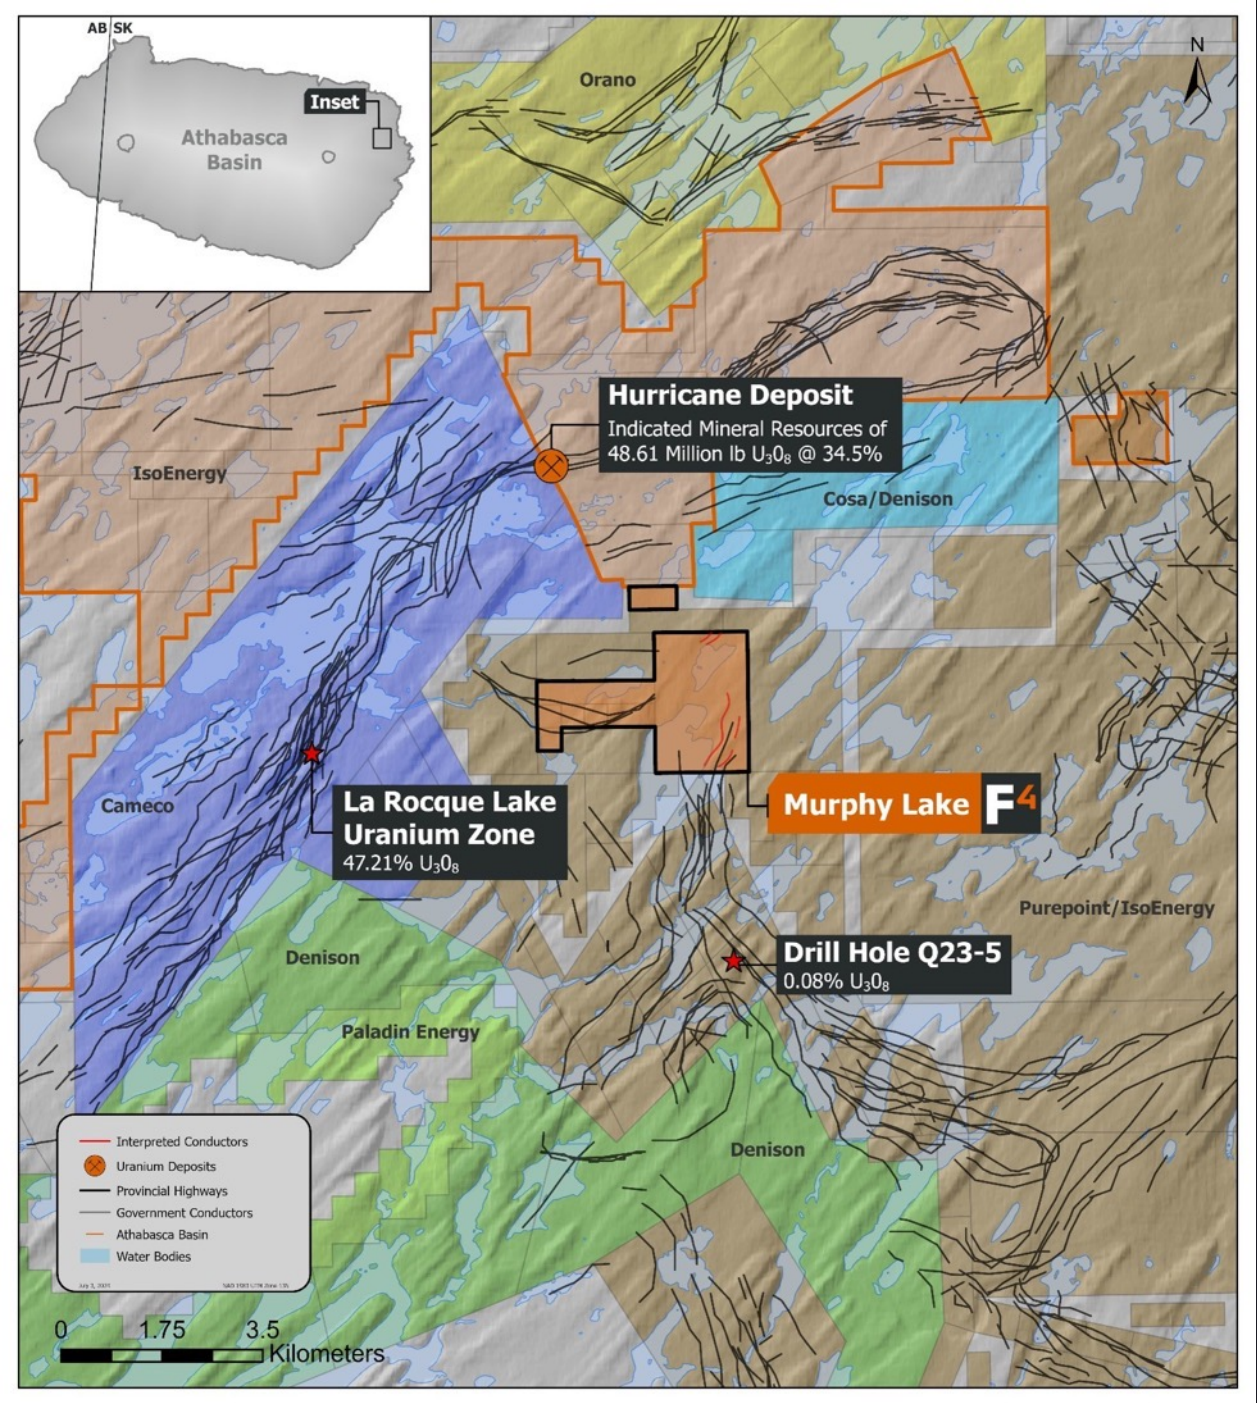 AB SK
Inset
Athabasca
Basin
N
Orano
Hurricane Deposit
Indicated Mineral Resources of
48.61 Million lb U₃0₈ @ 34.5%
IsoEnergy
Cosa/Denison
Cameco
La Rocque Lake
Uranium Zone
47.21% U₃0₈
Murphy Lake F4
Purepoint/IsoEnergy
Drill Hole Q23-5
0.08% U₃0₈
Denison
Paladin Energy
Denison
Interpreted Conductors
Uranium Deposits
Provincial Highways
Government Conductors
Athabasca Basin
Water Bodies
0 1.75 3.5
Kilometers